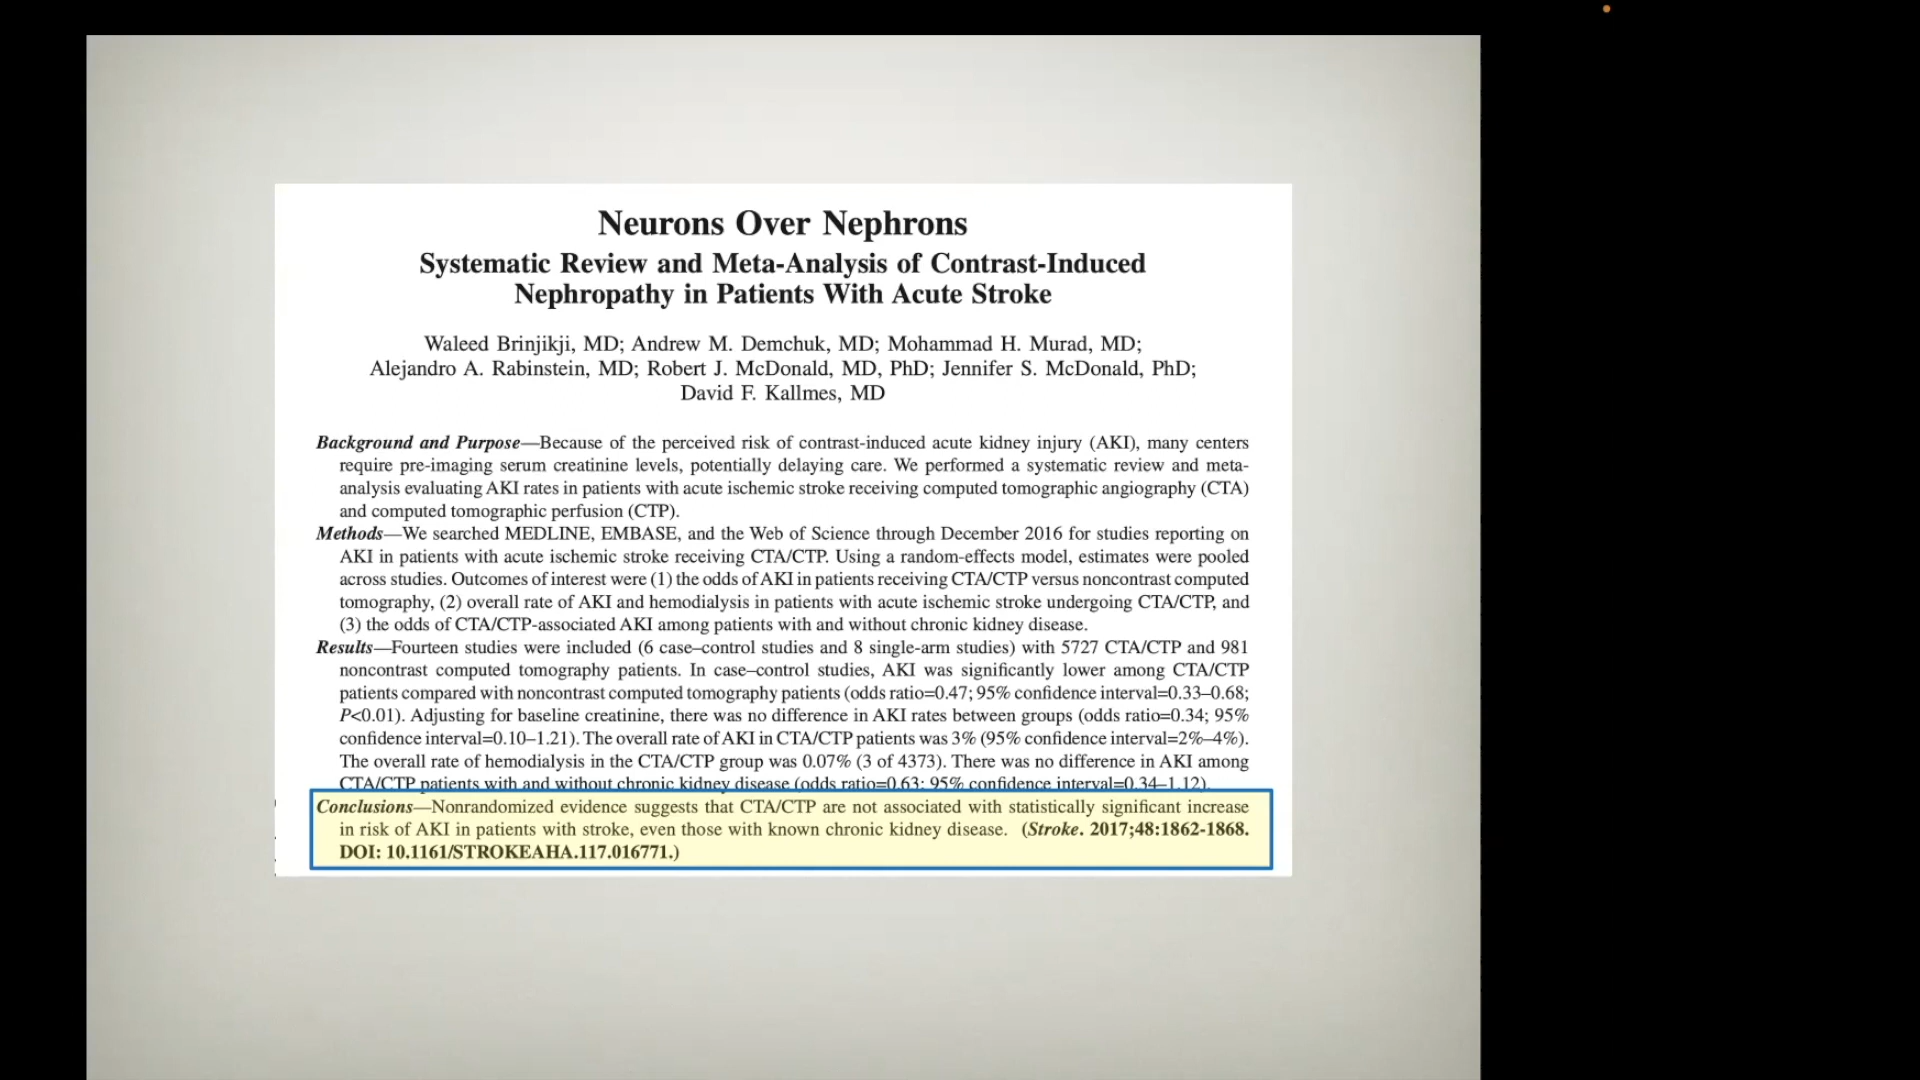 Neurons Over Nephrons
Systematic Review and Meta-Analysis of Contrast-Induced
Nephropathy in Patients With Acute Stroke
Waleed Brinjikji, MD; Andrew M. Demchuk, MD; Mohammad H. Murad, MD;
Alejandro A. Rabinstein, MD; Robert J. McDonald, MD, PhD; Jennifer S. McDonald, PhD;
David F. Kallmes, MD
Background and Purpose—Because of the perceived risk of contrast-induced acute kidney injury (AKI), many centers
require pre-imaging serum creatinine levels, potentially delaying care. We performed a systematic review and meta-
analysis evaluating AKI rates in patients with acute ischemic stroke receiving computed tomographic angiography (CTA)
and computed tomographic perfusion (CTP).
Methods—We searched MEDLINE, EMBASE, and the Web of Science through December 2016 for studies reporting on
AKI in patients with acute ischemic stroke receiving CTA/CTP. Using a random-effects model, estimates were pooled
across studies. Outcomes of interest were (1) the odds of AKI in patients receiving CTA/CTP versus noncontrast computed
tomography, (2) overall rate of AKI and hemodialysis in patients with acute ischemic stroke undergoing CTA/CTP, and
(3) the odds of CTA/CTP-associated AKI among patients with and without chronic kidney disease.
Results—Fourteen studies were included (6 case–control studies and 8 single-arm studies) with 5727 CTA/CTP and 981
noncontrast computed tomography patients. In case–control studies, AKI was significantly lower among CTA/CTP
patients compared with noncontrast computed tomography patients (odds ratio=0.47; 95% confidence interval=0.33–0.68;
P<0.01). Adjusting for baseline creatinine, there was no difference in AKI rates between groups (odds ratio=0.34; 95%
confidence interval=0.10–1.21). The overall rate of AKI in CTA/CTP patients was 3% (95% confidence interval=2%–4%).
The overall rate of hemodialysis in the CTA/CTP group was 0.07% (3 of 4373). There was no difference in AKI among
CTA/CTP patients with and without chronic kidney disease (odds ratio=0.63; 95% confidence interval=0.34–1.12).
Conclusions—Nonrandomized evidence suggests that CTA/CTP are not associated with statistically significant increase
in risk of AKI in patients with stroke, even those with known chronic kidney disease. (Stroke. 2017;48:1862-1868.
DOI: 10.1161/STROKEAHA.117.016771.)